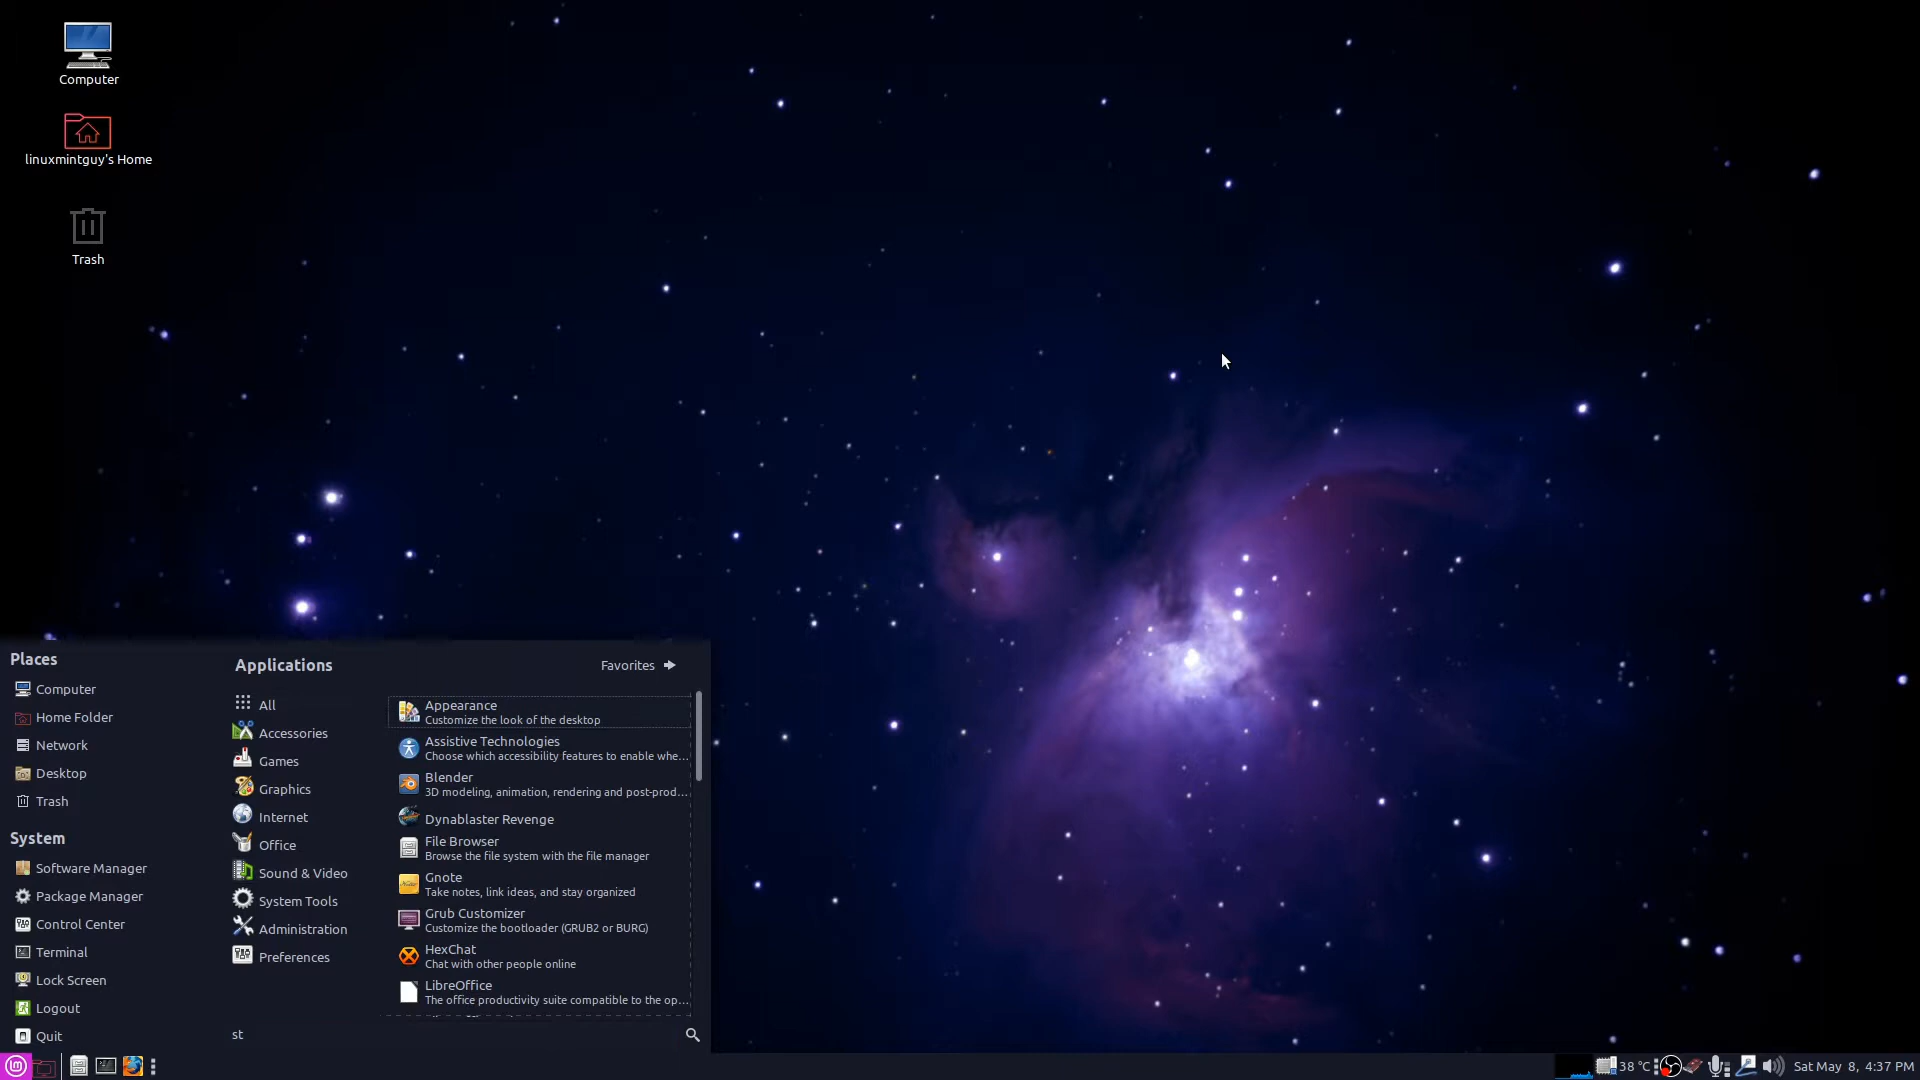 Computer
linuxmintguy's Home
Trash
Places
Computer
Home Folder
Network
Desktop
Trash
System
Software Manager
Package Manager
Control Center
Terminal
Lock Screen
Logout
Quit
Applications
Favorites
All
Accessories
Games
Graphics
Internet
Office
Sound & Video
System Tools
Administration
Preferences
Appearance
Customize the look of the desktop
Assistive Technologies
Choose which accessibility features to enable whe...
Blender
3D modeling, animation, rendering and post-prod...
Dynablaster Revenge
File Browser
Browse the file system with the file manager
Gnote
Take notes, link ideas, and stay organized
Grub Customizer
Customize the bootloader (GRUB2 or BURG)
HexChat
Chat with other people online
LibreOffice
The office productivity suite compatible to the op...
st
38 °C
Sat May 8, 4:37 PM